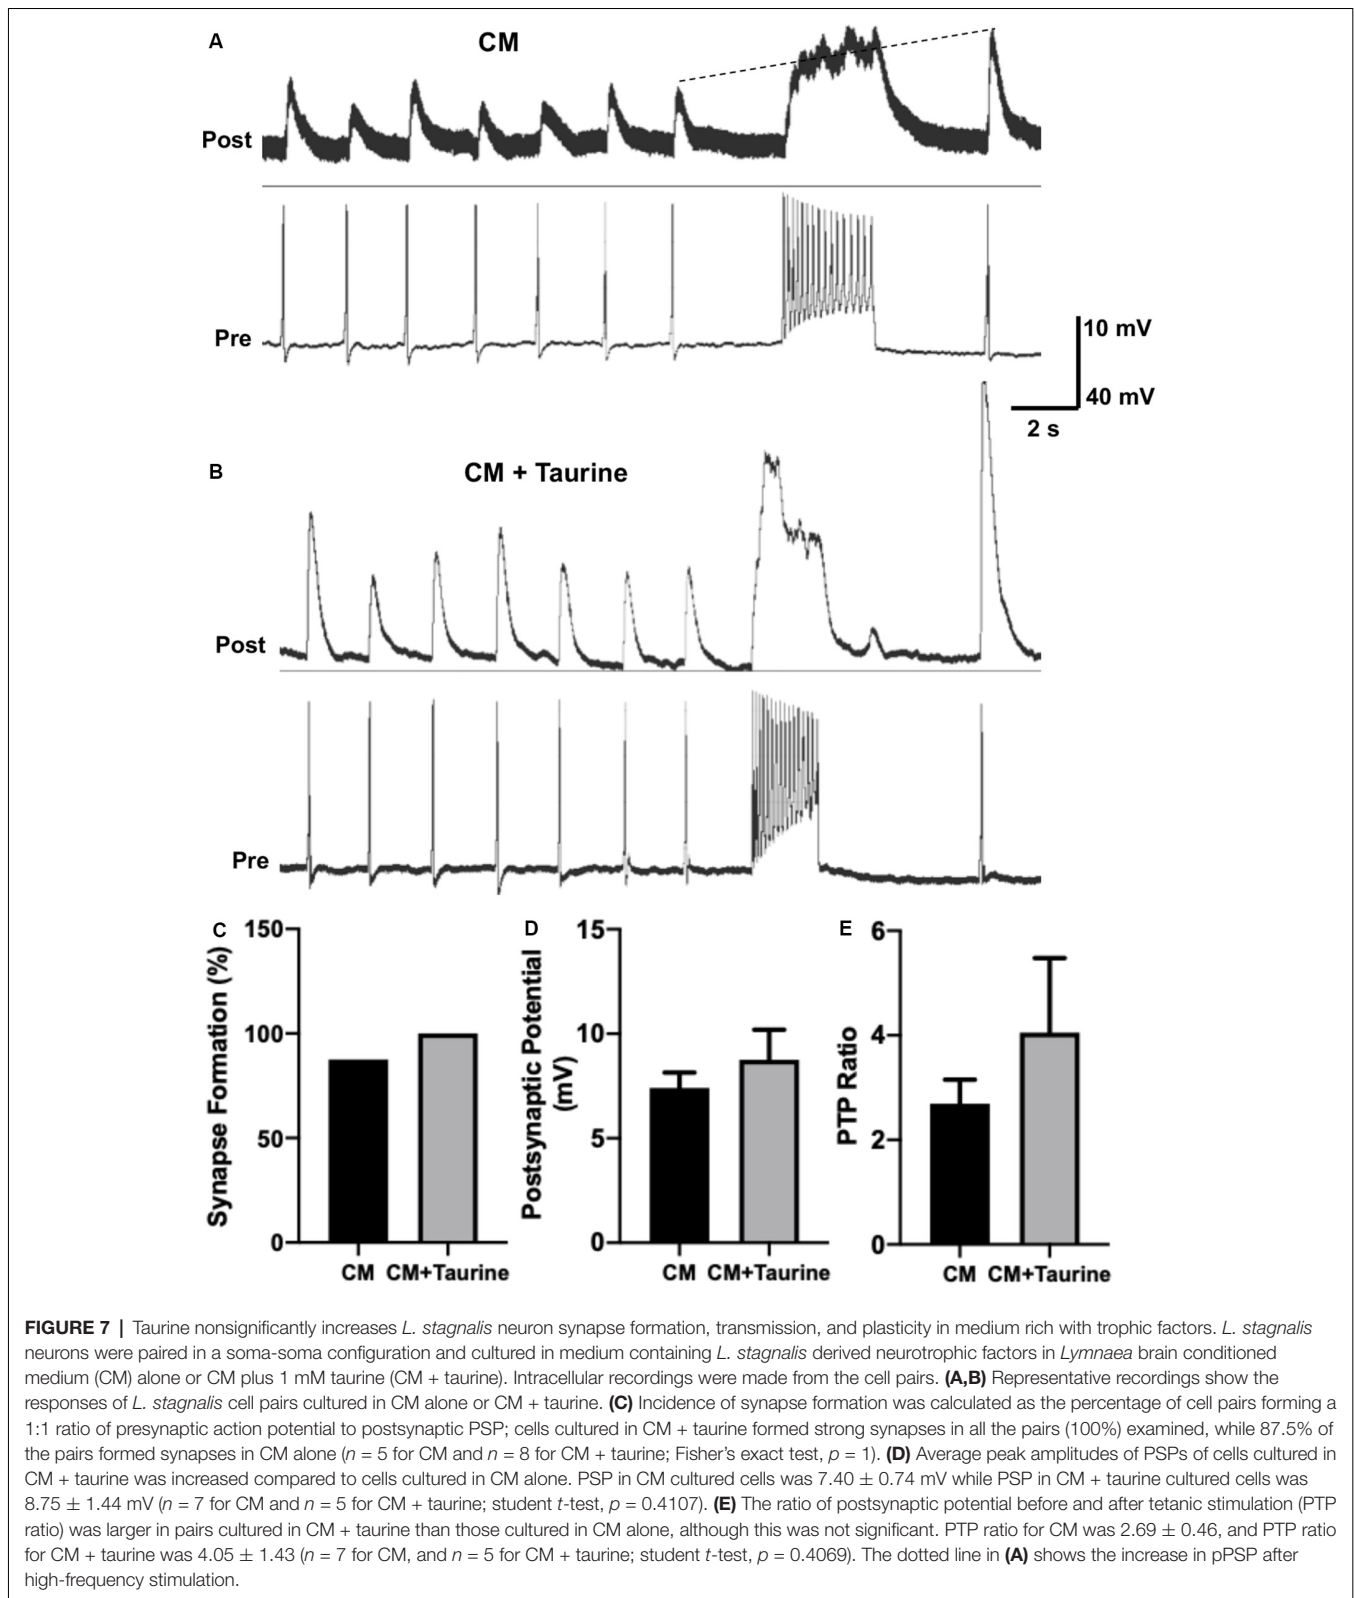 A
CM
Post
Pre
10 mV
40 mV
2 s
B
CM + Taurine
Post
Pre
C
150
100
50
0
Synapse Formation (%)
CM
CM+Taurine
D
15
10
5
0
Postsynaptic Potential
(mV)
CM
CM+Taurine
E
6
4
2
0
PTP Ratio
CM
CM+Taurine
FIGURE 7 | Taurine nonsignificantly increases L. stagnalis neuron synapse formation, transmission, and plasticity in medium rich with trophic factors. L. stagnalis
neurons were paired in a soma-soma configuration and cultured in medium containing L. stagnalis derived neurotrophic factors in Lymnaea brain conditioned
medium (CM) alone or CM plus 1 mM taurine (CM + taurine). Intracellular recordings were made from the cell pairs. (A,B) Representative recordings show the
responses of L. stagnalis cell pairs cultured in CM alone or CM + taurine. (C) Incidence of synapse formation was calculated as the percentage of cell pairs forming a
1:1 ratio of presynaptic action potential to postsynaptic PSP; cells cultured in CM + taurine formed strong synapses in all the pairs (100%) examined, while 87.5% of
the pairs formed synapses in CM alone (n = 5 for CM and n = 8 for CM + taurine; Fisher's exact test, p = 1). (D) Average peak amplitudes of PSPs of cells cultured in
CM + taurine was increased compared to cells cultured in CM alone. PSP in CM cultured cells was 7.40 ± 0.74 mV while PSP in CM + taurine cultured cells was
8.75 ± 1.44 mV (n = 7 for CM and n = 5 for CM + taurine; student t-test, p = 0.4107). (E) The ratio of postsynaptic potential before and after tetanic stimulation (PTP
ratio) was larger in pairs cultured in CM + taurine than those cultured in CM alone, although this was not significant. PTP ratio for CM was 2.69 ± 0.46, and PTP ratio
for CM + taurine was 4.05 ± 1.43 (n = 7 for CM, and n = 5 for CM + taurine; student t-test, p = 0.4069). The dotted line in (A) shows the increase in pPSP after
high-frequency stimulation.